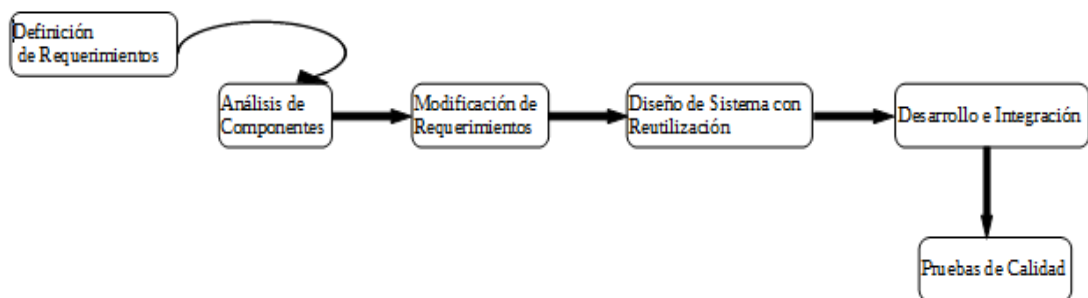 Definición
de Requerimientos
Análisis de
Componentes
Modificación de
Requerimientos
Diseño de Sistema con
Reutilización
Desarrollo e Integración
Pruebas de Calidad